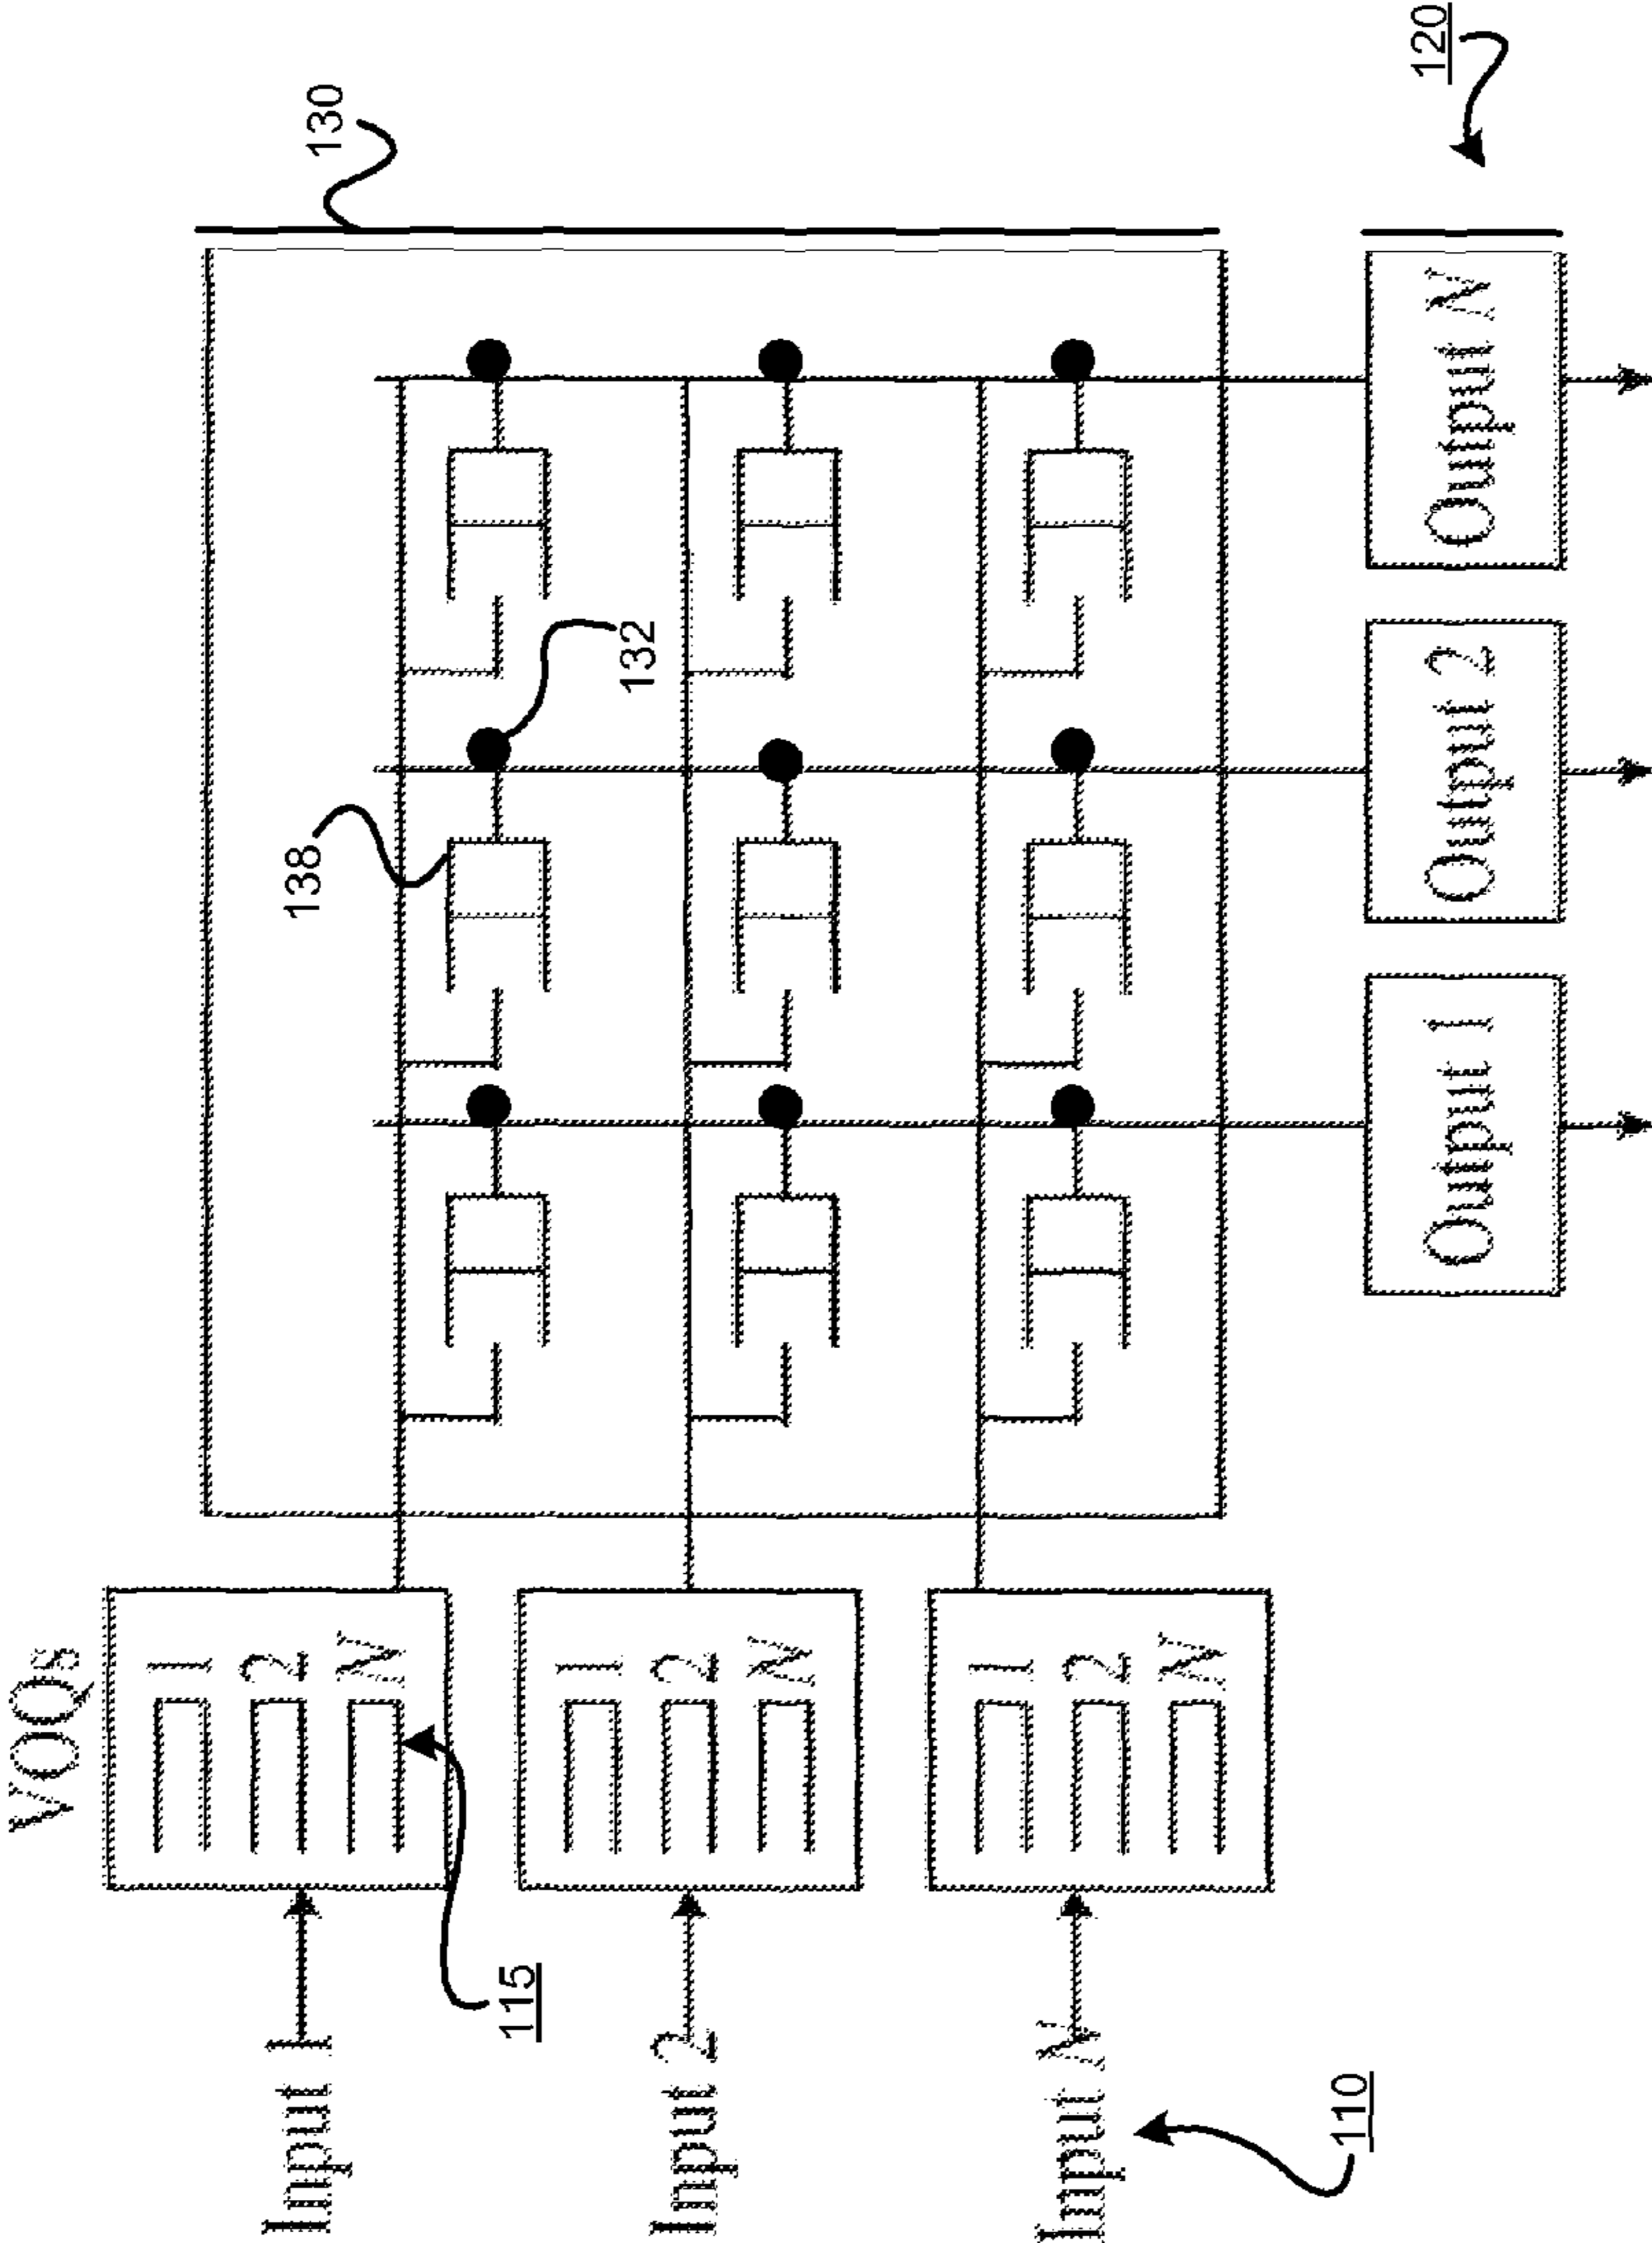 VOQs
Input 1
1
2
N
115
Input 2
1
2
N
Input N
1
2
N
110
130
138
132
Output 1
Output 2
Output N
120